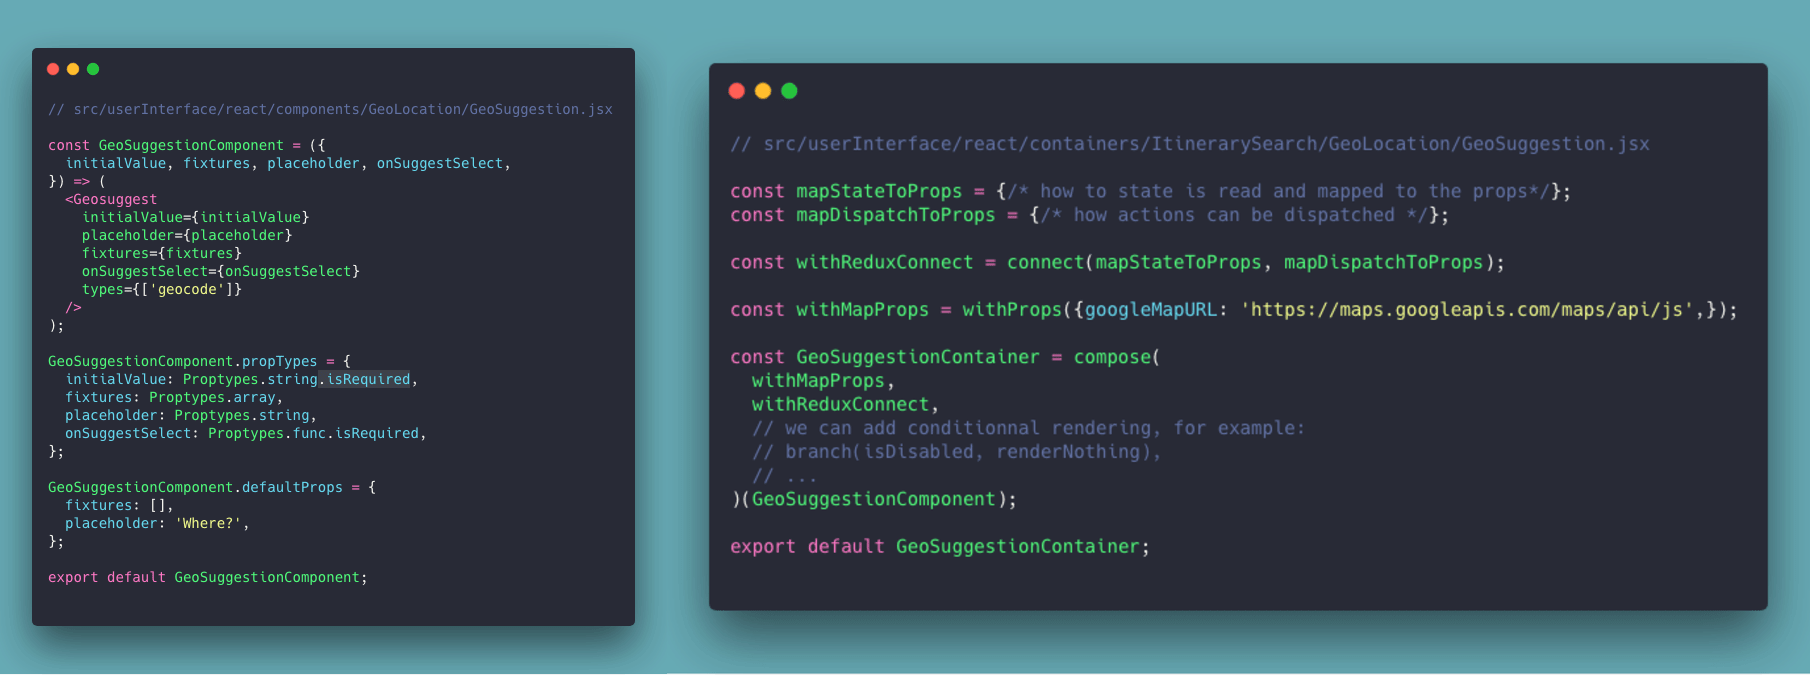 // src/userInterface/react/components/GeoLocation/GeoSuggestion.jsx
const GeoSuggestionComponent = ({
initialValue, fixtures, placeholder, onSuggestSelect,
}) => (
<Geosuggest
initialValue={initialValue}
placeholder={placeholder}
fixtures={fixtures}
onSuggestSelect={onSuggestSelect}
types={['geocode']}
/>
);
GeoSuggestionComponent.propTypes = {
initialValue: Proptypes.string.isRequired,
fixtures: Proptypes.array,
placeholder: Proptypes.string,
onSuggestSelect: Proptypes.func.isRequired,
};
GeoSuggestionComponent.defaultProps = {
fixtures: [],
placeholder: 'Where?',
};
export default GeoSuggestionComponent;
// src/userInterface/react/containers/ItinerarySearch/GeoLocation/GeoSuggestion.jsx
const mapStateToProps = {/* how to state is read and mapped to the props*/};
const mapDispatchToProps = {/* how actions can be dispatched */};
const withReduxConnect = connect(mapStateToProps, mapDispatchToProps);
const withMapProps = withProps({googleMapURL: 'https://maps.googleapis.com/maps/api/js',});
const GeoSuggestionContainer = compose(
withMapProps,
withReduxConnect,
// we can add conditionnal rendering, for example:
// branch(isDisabled, renderNothing),
// ...
)(GeoSuggestionComponent);
export default GeoSuggestionContainer;